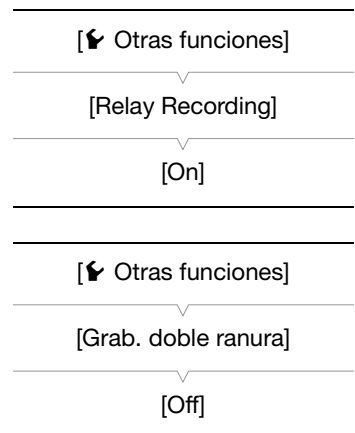 [ Otras funciones]
[Relay Recording]
[On]
[ Otras funciones]
[Grab. doble ranura]
[Off]